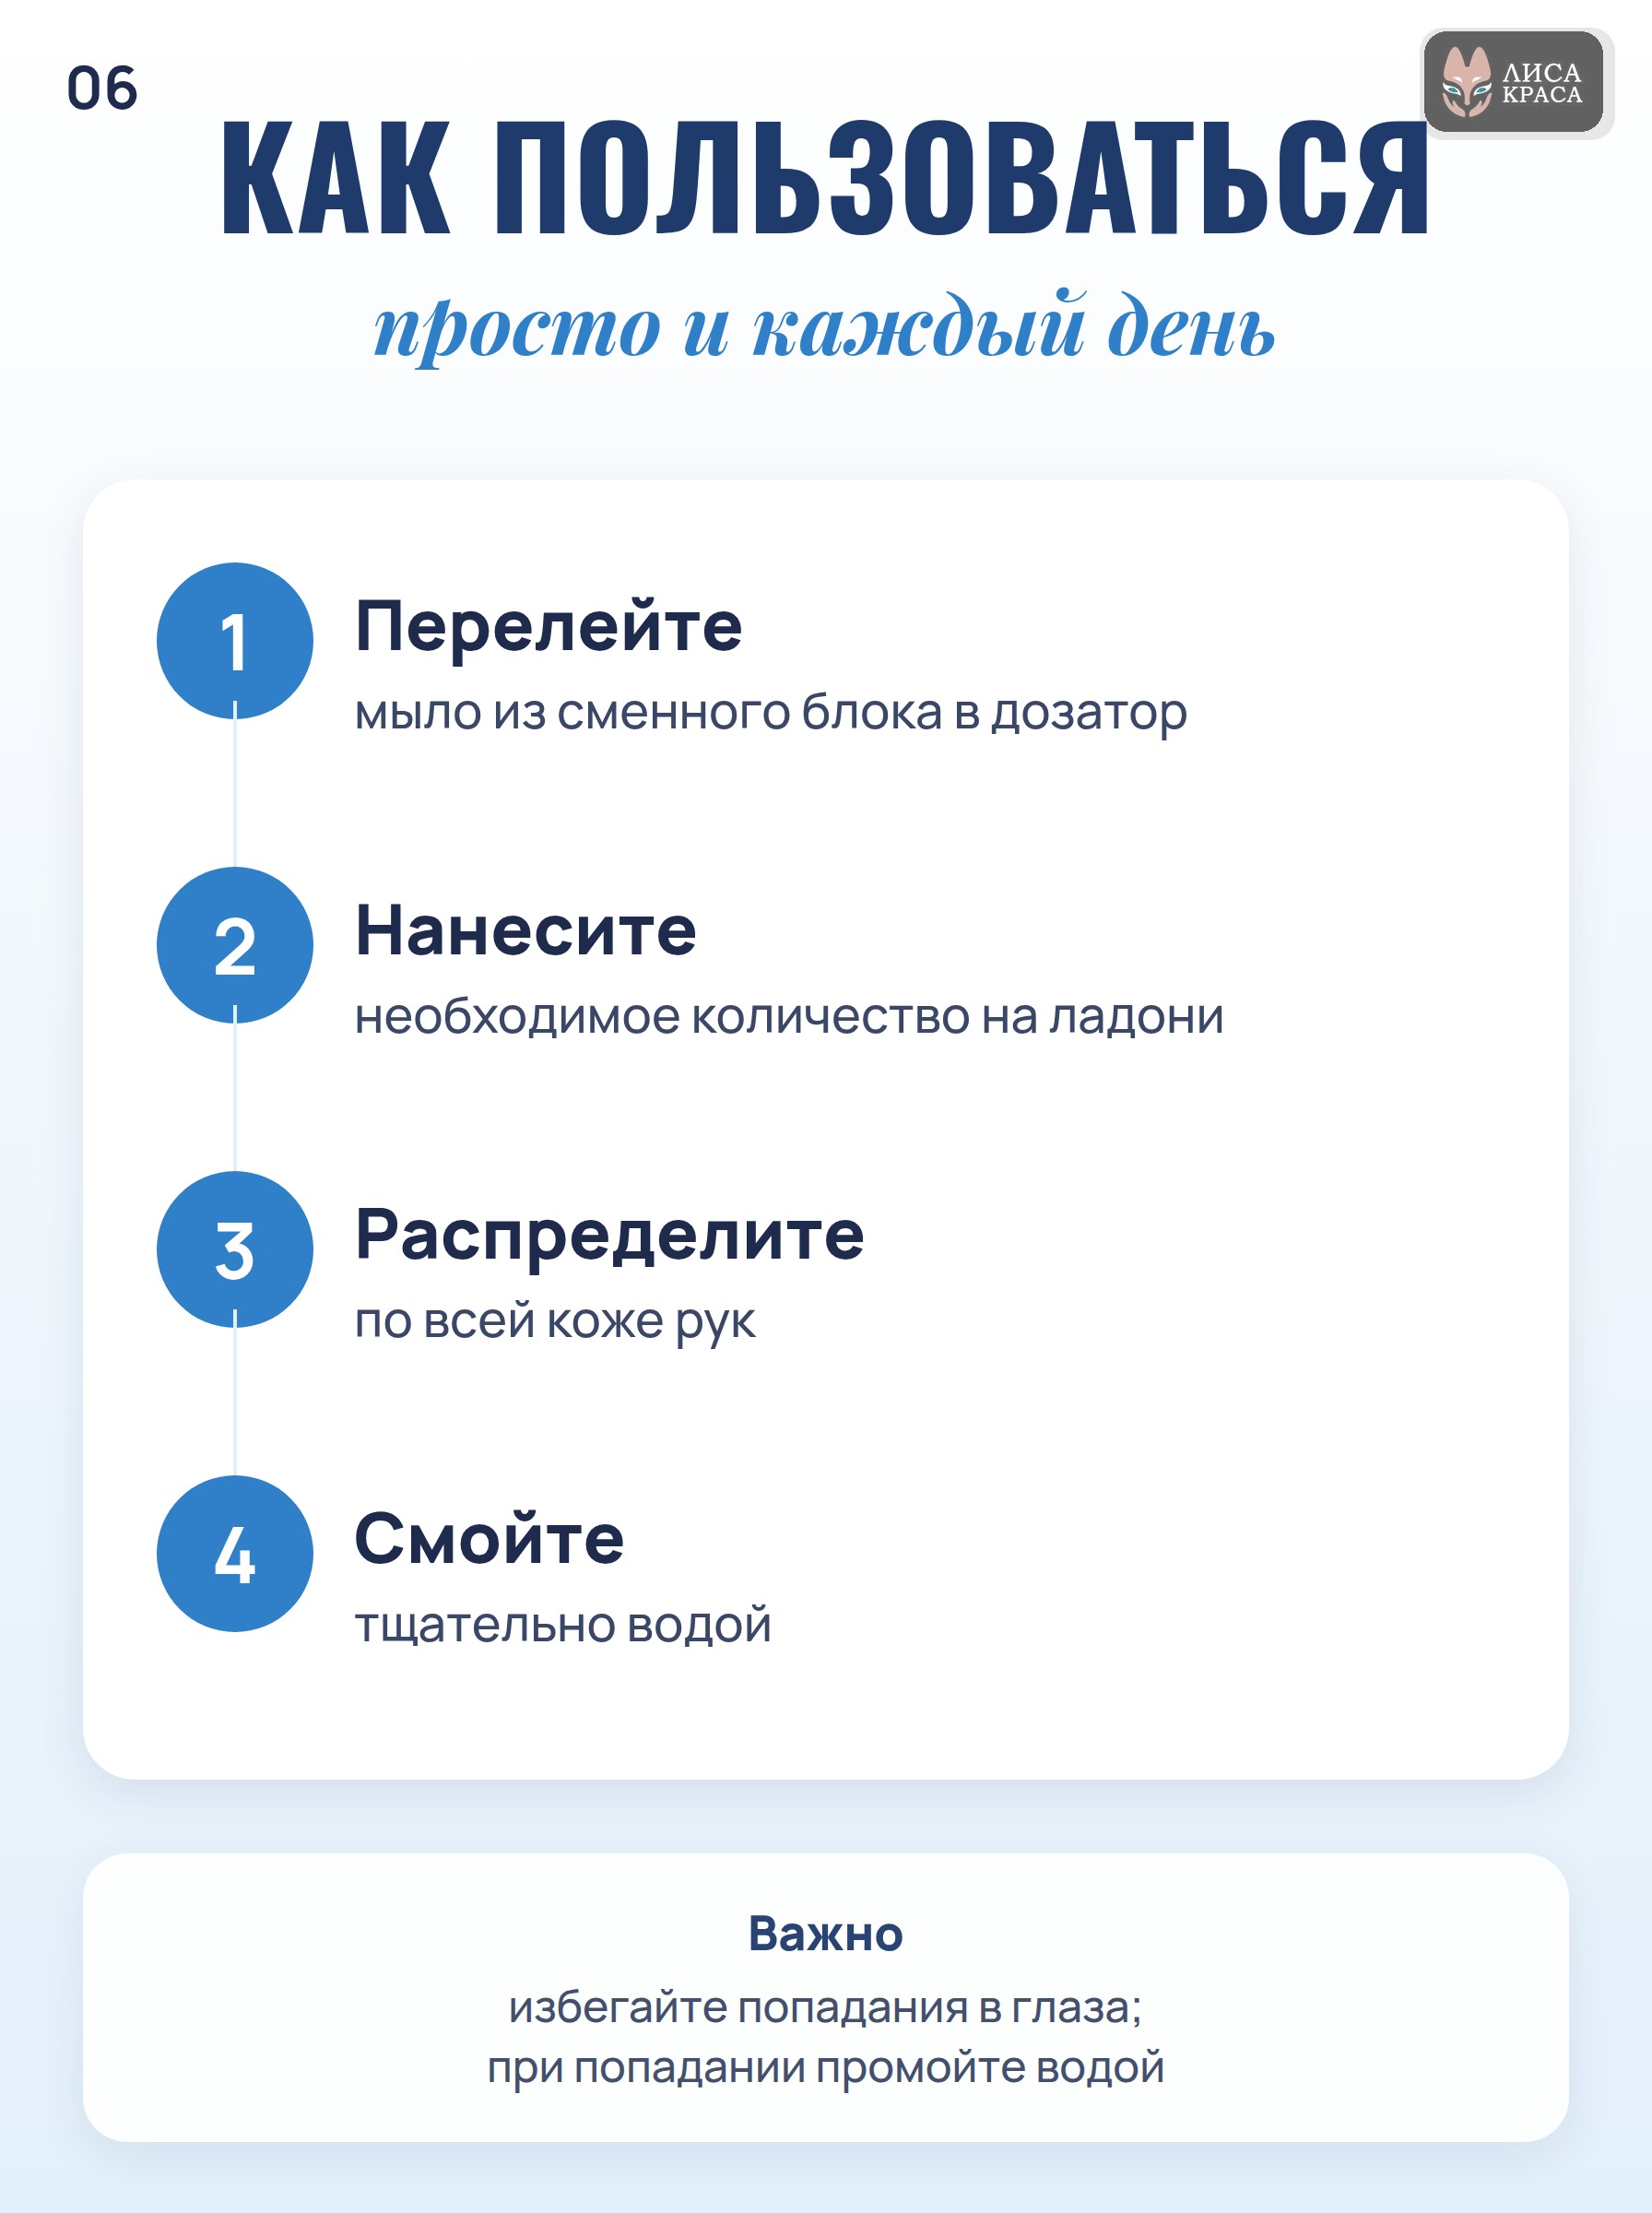 06
ЛИСА
КРАСА
КАК ПОЛЬЗОВАТЬСЯ
просто и каждый день
1
Перелейте
мыло из сменного блока в дозатор
2
Нанесите
необходимое количество на ладони
3
Распределите
по всей коже рук
4
Смойте
тщательно водой
Важно
избегайте попадания в глаза;
при попадании промойте водой